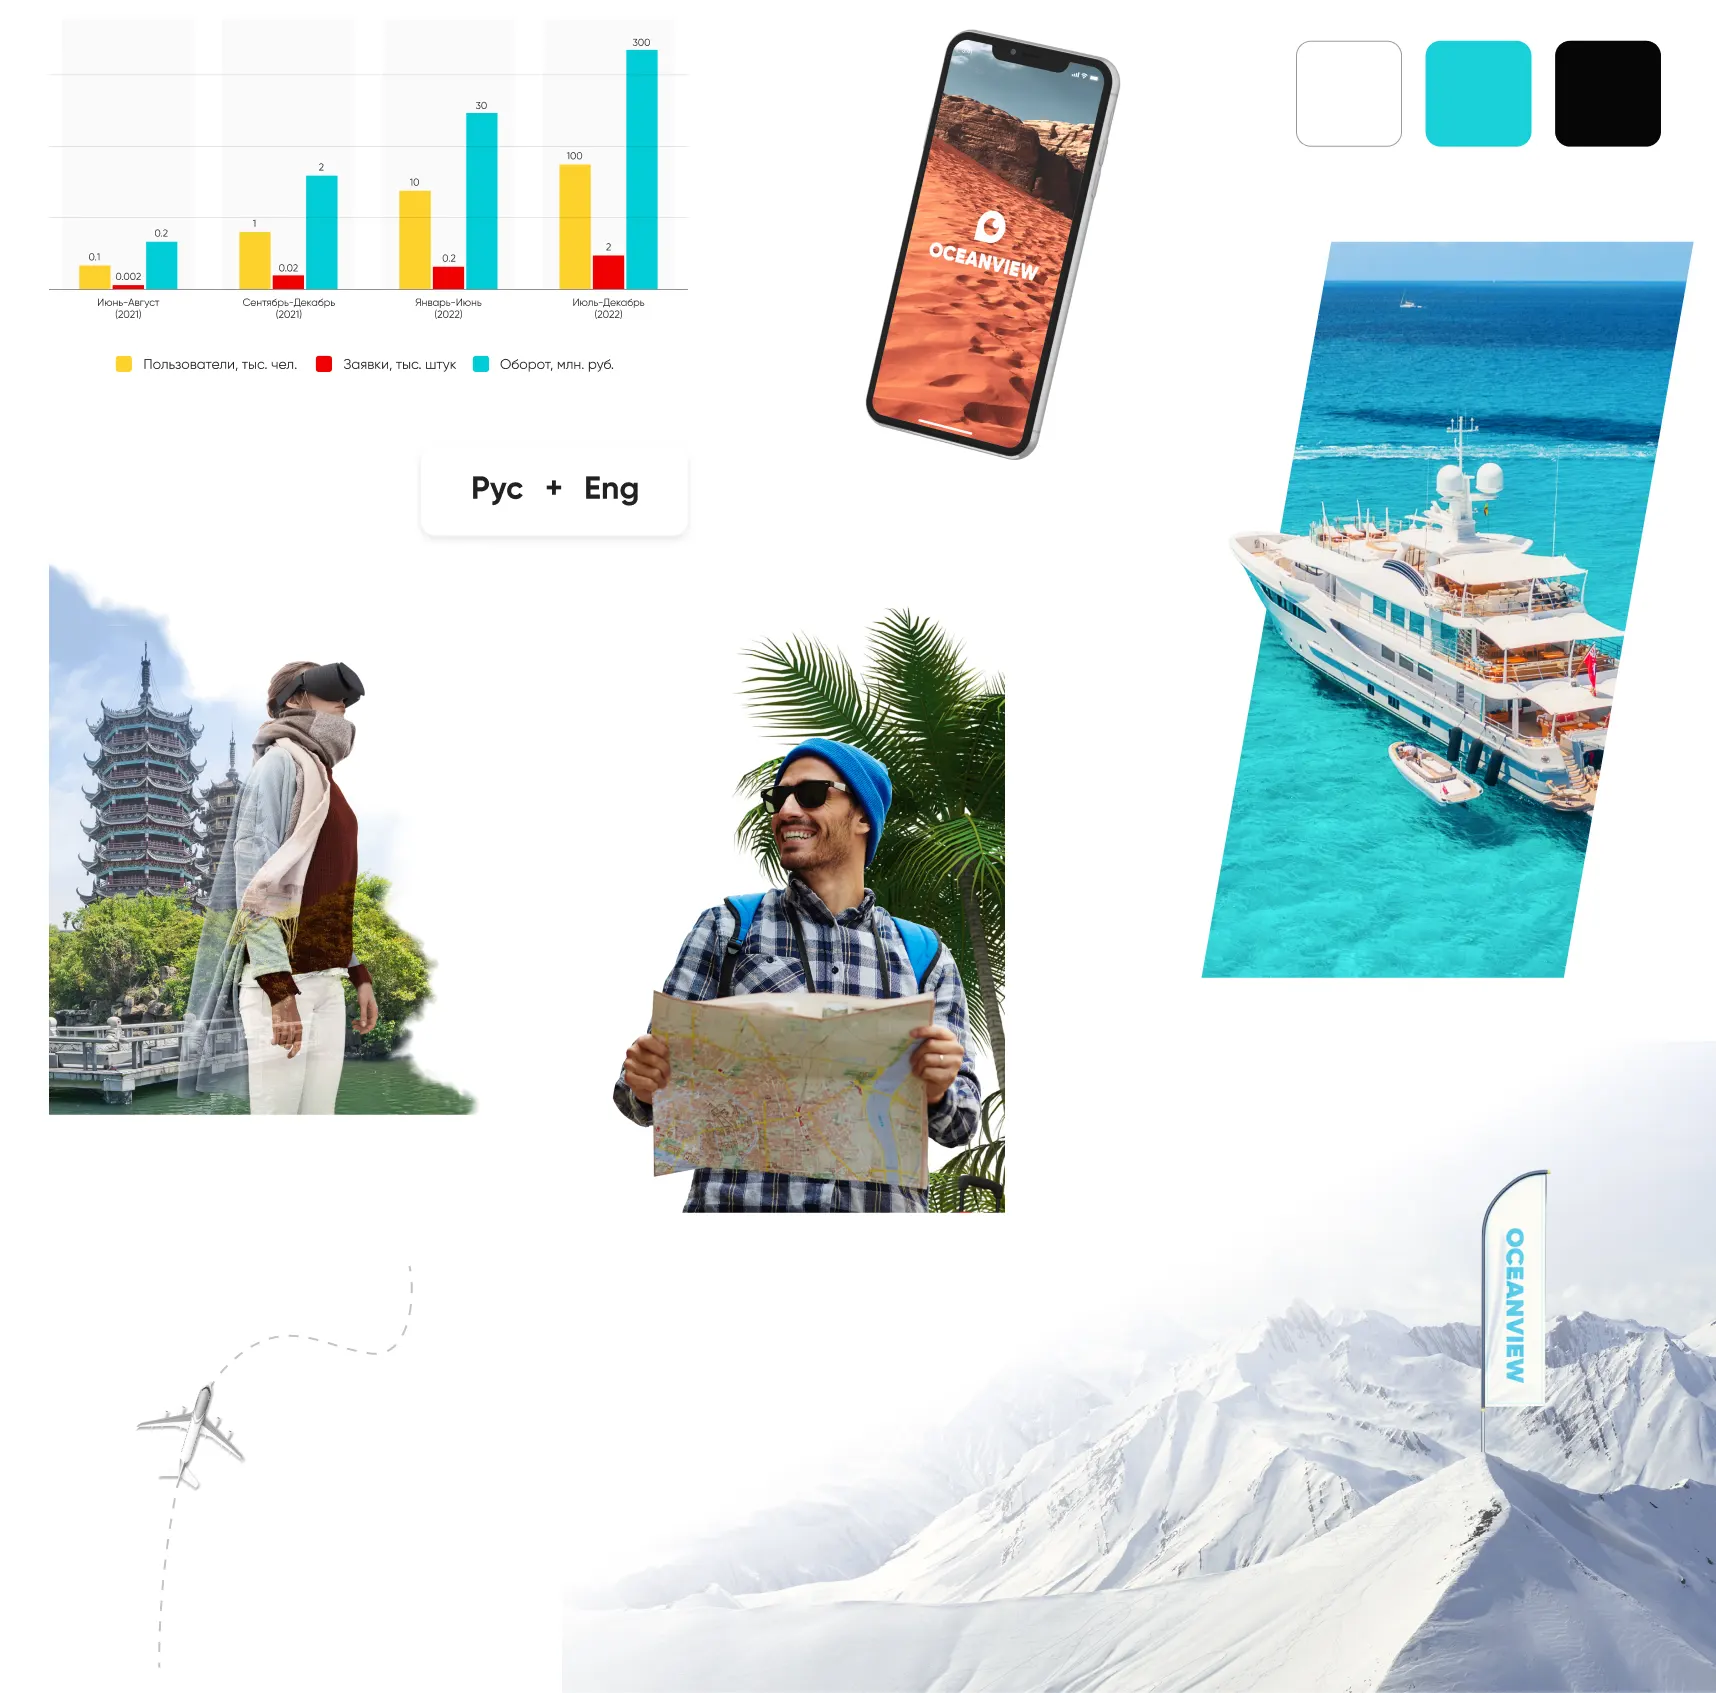 300
30
100
2
10
1
0.2
0.1
0.002
0.02
0.2
2
Июнь-Август
(2021)
Сентябрь-Декабрь
(2021)
Январь-Июнь
(2022)
Июль-Декабрь
(2022)
Пользователи, тыс. чел.
Заявки, тыс. штук
Оборот, млн. руб.
OCEANVIEW
Рус + Eng
OCEANVIEW